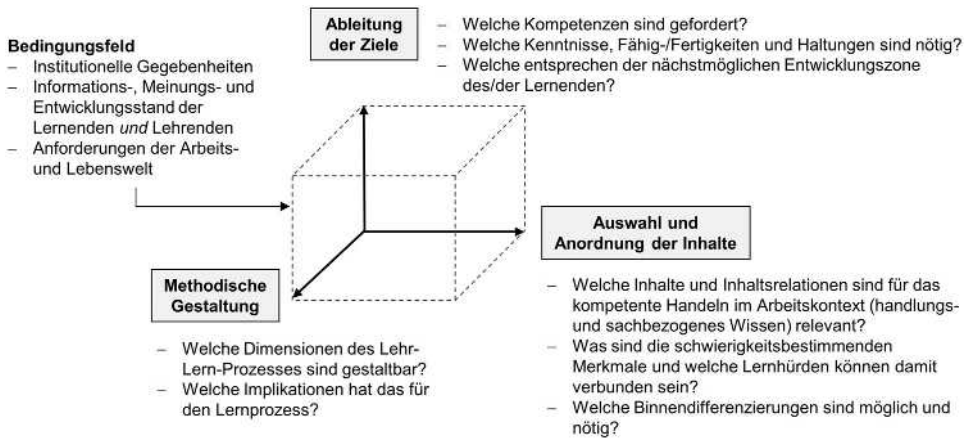 Bedingungsfeld
– Institutionelle Gegebenheiten
– Informations-, Meinungs- und
Entwicklungsstand der
Lernenden und Lehrenden
– Anforderungen der Arbeits-
und Lebenswelt
Ableitung
der Ziele
– Welche Kompetenzen sind gefordert?
– Welche Kenntnisse, Fähig-/Fertigkeiten und Haltungen sind nötig?
– Welche entsprechen der nächstmöglichen Entwicklungszone
des/der Lernenden?
Auswahl und
Anordnung der Inhalte
– Welche Inhalte und Inhaltsrelationen sind für das
kompetente Handeln im Arbeitskontext (handlungs-
und sachbezogenes Wissen) relevant?
– Was sind die schwierigkeitsbestimmenden
Merkmale und welche Lernhürden können damit
verbunden sein?
– Welche Binnendifferenzierungen sind möglich und
nötig?
Methodische
Gestaltung
– Welche Dimensionen des Lehr-
Lern-Prozesses sind gestaltbar?
– Welche Implikationen hat das für
den Lernprozess?